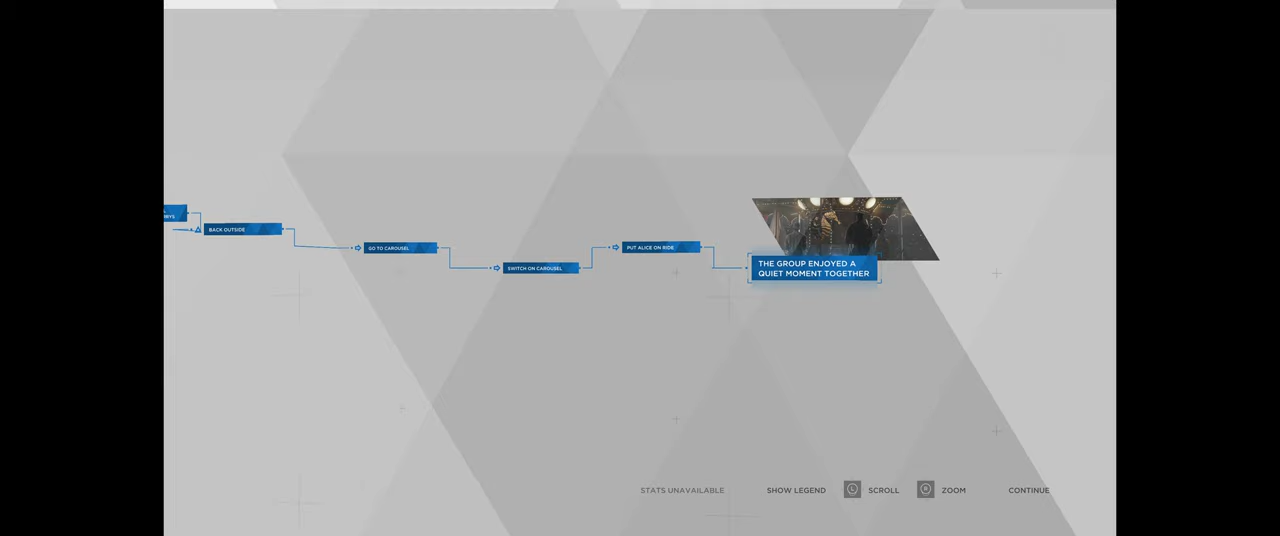 RRYS
BACK OUTSIDE
GO TO CAROUSEL
SWITCH ON CAROUSEL
PUT ALICE ON RIDE
THE GROUP ENJOYED A
QUIET MOMENT TOGETHER
STATS UNAVAILABLE
SHOW LEGEND
L SCROLL
R ZOOM
CONTINUE